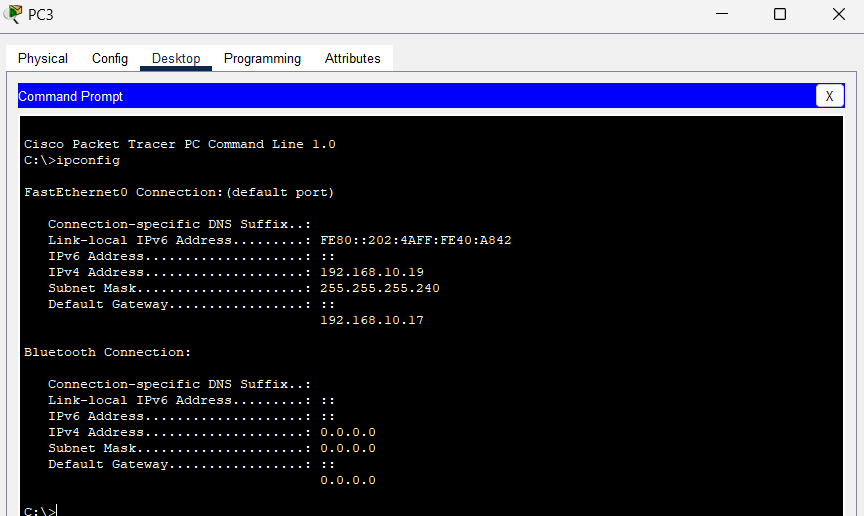 PC3
Physical Config Desktop Programming Attributes
Command Prompt X
Cisco Packet Tracer PC Command Line 1.0
C:\>ipconfig
FastEthernet0 Connection:(default port)
Connection-specific DNS Suffix..:
Link-local IPv6 Address.........: FE80::202:4AFF:FE40:A842
IPv6 Address....................: ::
IPv4 Address....................: 192.168.10.19
Subnet Mask.....................: 255.255.255.240
Default Gateway.................: ::
192.168.10.17
Bluetooth Connection:
Connection-specific DNS Suffix..:
Link-local IPv6 Address.........: ::
IPv6 Address....................: ::
IPv4 Address....................: 0.0.0.0
Subnet Mask.....................: 0.0.0.0
Default Gateway.................: ::
0.0.0.0
C:\>